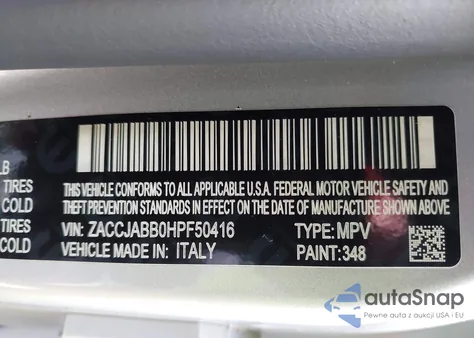 LB
TIRES
COLD
TIRES
COLD
THIS VEHICLE CONFORMS TO ALL APPLICABLE U.S.A. FEDERAL MOTOR VEHICLE SAFETY AND
THEFT PREVENTION STANDARDS IN EFFECT ON THE DATE OF MANUFACTURE SHOWN ABOVE
VIN: ZACCJABB0HPF50416 TYPE: MPV
VEHICLE MADE IN: ITALY PAINT: 348
autoSnap
Pewne auta z aukcji USA i EU